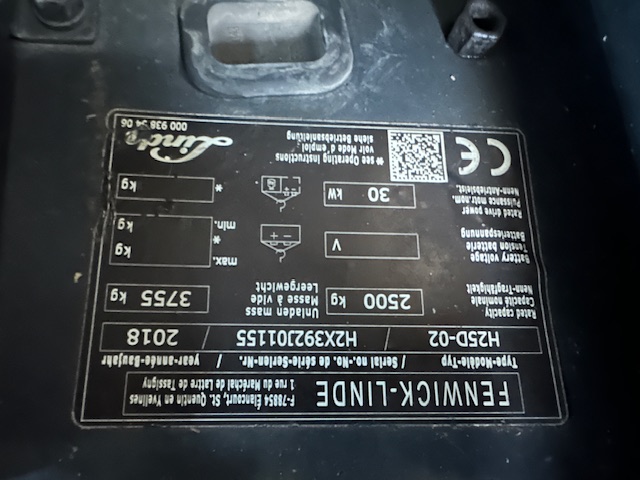 FENWICK-LINDE
1 rue du Maréchal de Lattre de Tassigny
F-78854 Élancourt, St. Quentin en Yvelines
Type-Modèle-Typ / Serial no.-No. de série-Serien-Nr. year-année-Baujahr
H25D-02 / H2X392J01155 / 2018
Rated capacity
Capacité nominale
Nenn-Tragfähigkeit
2500 kg
Unladen mass
Masse à vide
Leergewicht
3755 kg
Battery voltage
Tension batterie
Batteriespannung
V
max. kg
*
min. kg
Rated drive power
Puissance motr.nom.
Nenn-Antriebsleist.
30 kW
* kg
CE
* see Operating instructions
voir Mode d'emploi
siehe Betriebsanleitung
Linde
000 938 34 06